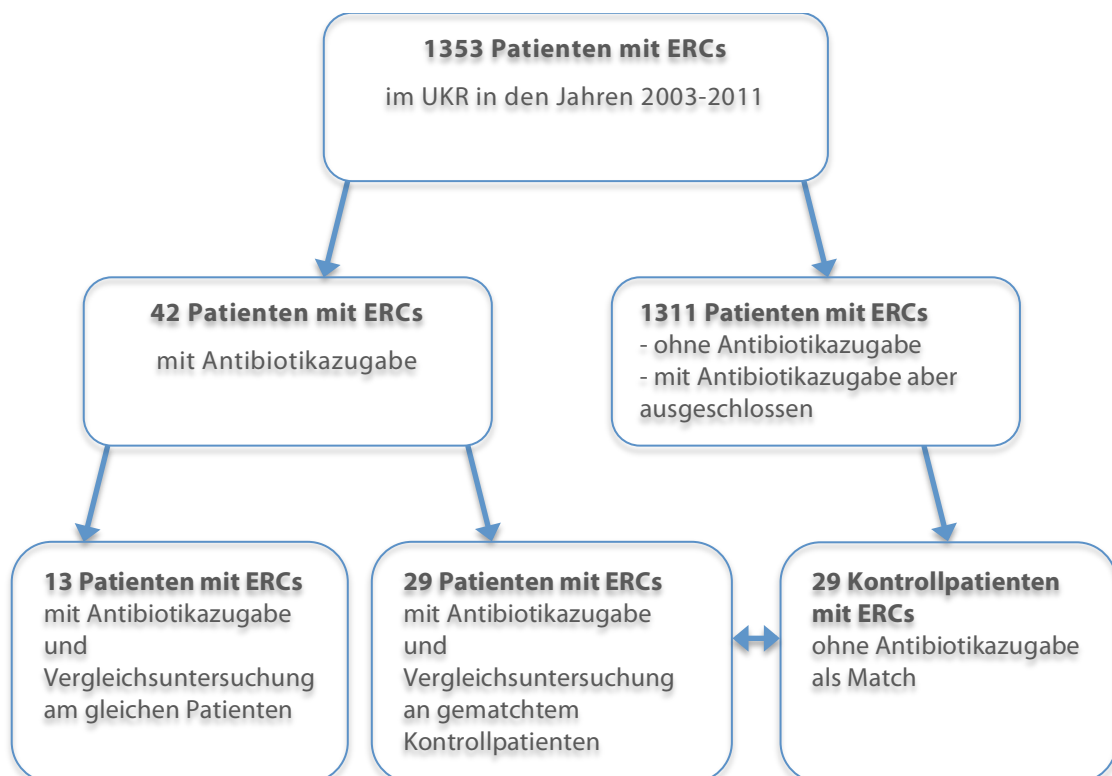 1353 Patienten mit ERCs
im UKR in den Jahren 2003-2011
42 Patienten mit ERCs
mit Antibiotikazugabe
1311 Patienten mit ERCs
- ohne Antibiotikazugabe
- mit Antibiotikazugabe aber
ausgeschlossen
13 Patienten mit ERCs
mit Antibiotikazugabe
und
Vergleichsuntersuchung
am gleichen Patienten
29 Patienten mit ERCs
mit Antibiotikazugabe
und
Vergleichsuntersuchung
an gematchtem
Kontrollpatienten
29 Kontrollpatienten
mit ERCs
ohne Antibiotikazugabe
als Match